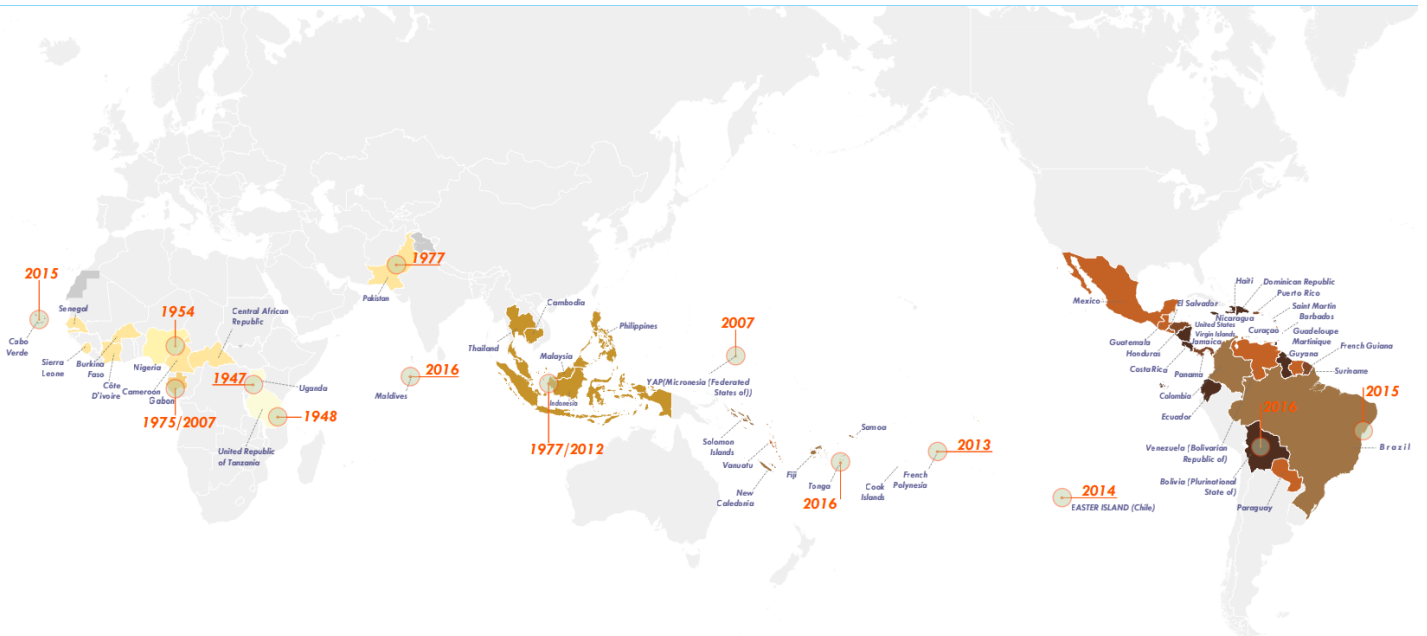 2015
Senegal
Cabo
Verde
Sierra
Leone
Burkina
Faso
Côte
D'ivoire
1954
Nigeria
Cameroon
Gabon
1975/2007
Central African
Republic
1947
Uganda
1948
United Republic
of Tanzania
1977
Pakistan
2016
Maldives
Cambodia
Thailand
Philippines
Malaysia
Indonesia
1977/2012
2007
YAP(Micronesia (Federated
States of))
Solomon
Islands
Vanuatu
New
Caledonia
Fiji
Samoa
Tonga
2016
Cook
Islands
2013
French
Polynesia
2014
EASTER ISLAND (Chile)
Mexico
Guatemala
El Salvador
Honduras
Nicaragua
Costa Rica
Panama
United States
Virgin Islands
Jamaica
Haiti
Dominican Republic
Puerto Rico
Saint Martin
Barbados
Curaçao
Guadeloupe
Martinique
Guyana
French Guiana
Suriname
Colombia
Ecuador
Venezuela (Bolivarian
Republic of)
Bolivia (Plurinational
State of)
Paraguay
2016
2015
Brazil